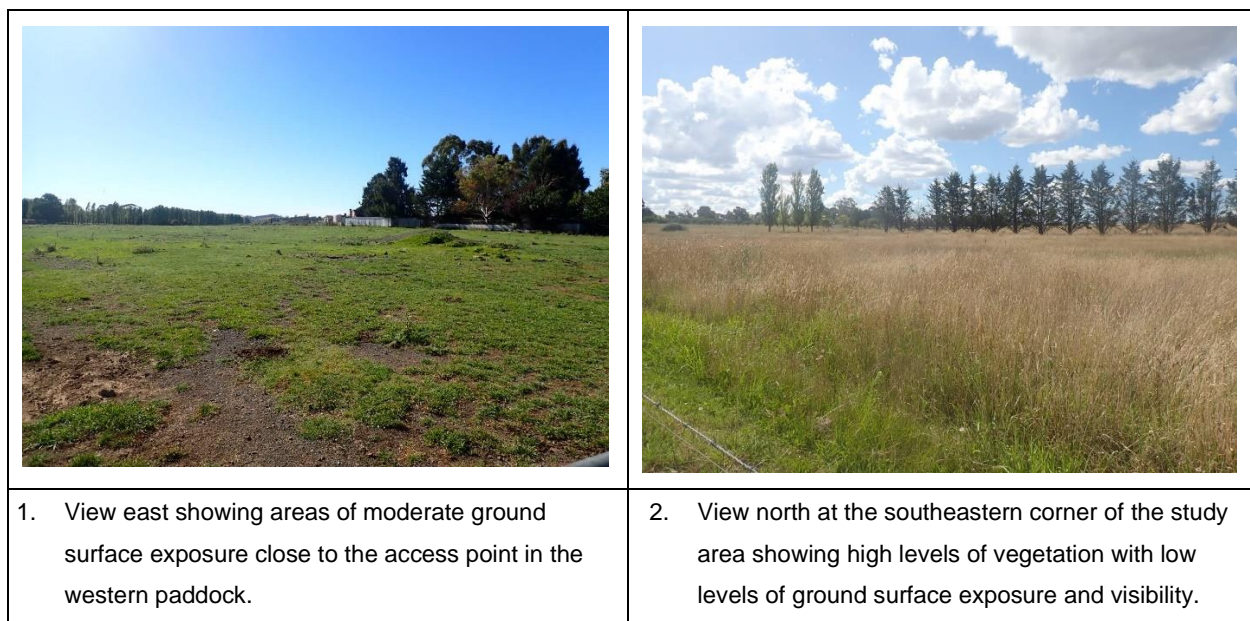 1. View east showing areas of moderate ground
surface exposure close to the access point in the
western paddock.
2. View north at the southeastern corner of the study
area showing high levels of vegetation with low
levels of ground surface exposure and visibility.